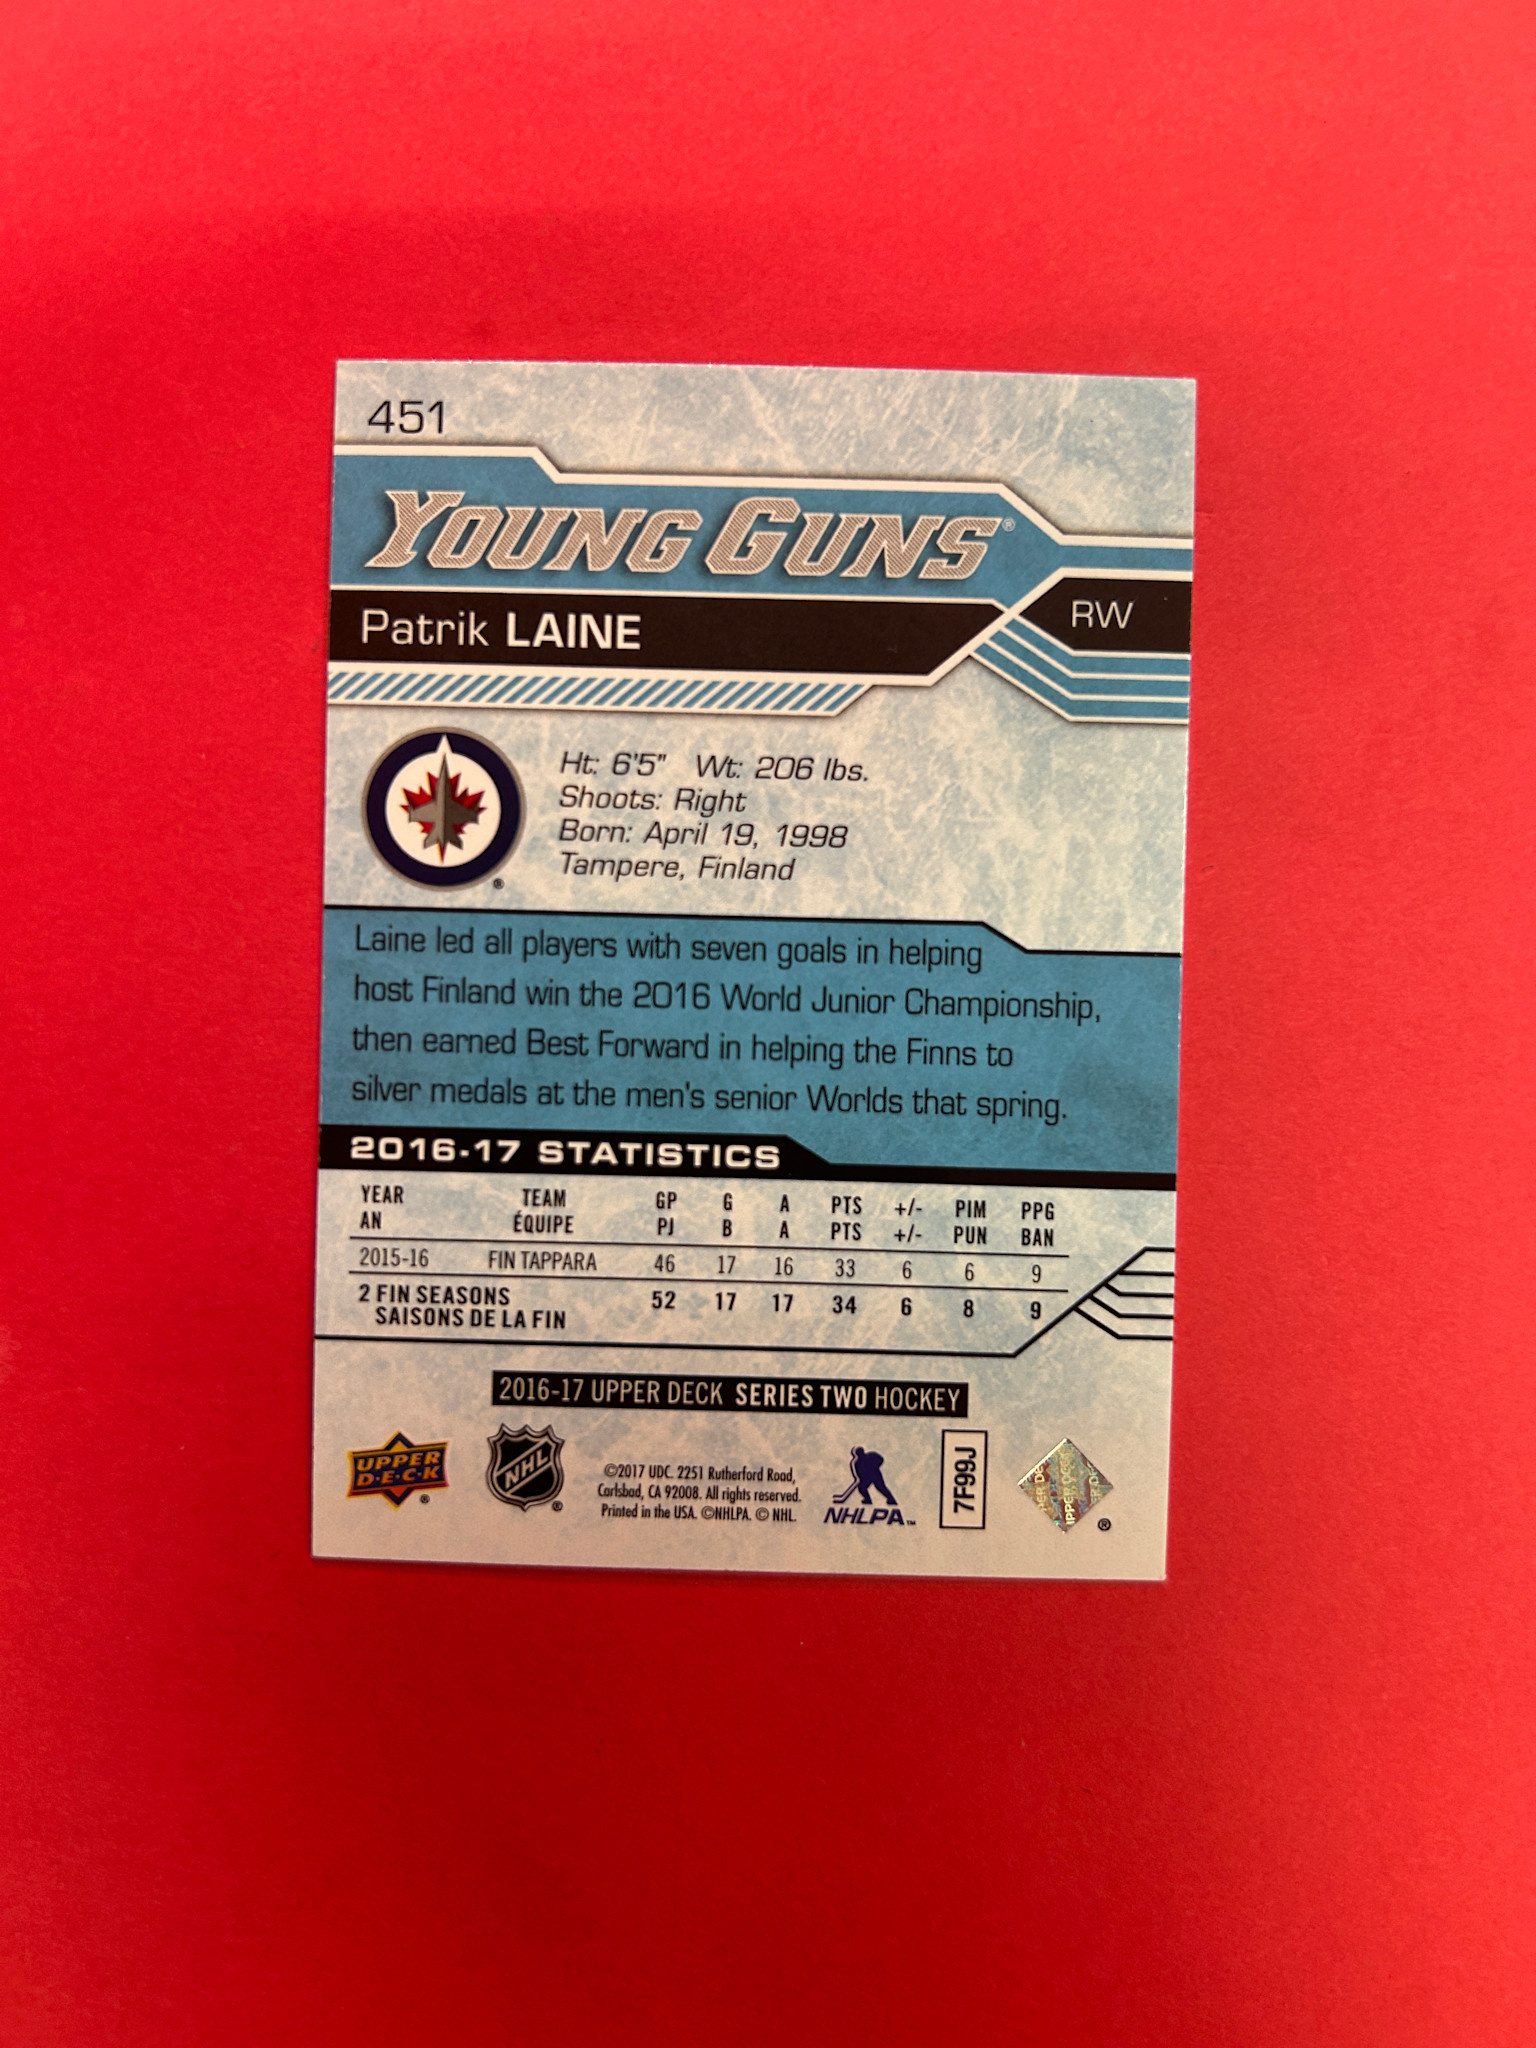 451
YOUNG GUNS®
Patrik LAINE
RW
Ht: 6'5" Wt: 206 lbs.
Shoots: Right
Born: April 19, 1998
Tampere, Finland
®
Laine led all players with seven goals in helping
host Finland win the 2016 World Junior Championship,
then earned Best Forward in helping the Finns to
silver medals at the men's senior Worlds that spring.
2016-17 STATISTICS
YEAR TEAM GP G A PTS +/- PIM PPG
AN ÉQUIPE PJ B A PTS +/- PUN BAN
2015-16 FIN TAPPARA 46 17 16 33 6 6 9
2 FIN SEASONS 52 17 17 34 6 8 9
SAISONS DE LA FIN
2016-17 UPPER DECK SERIES TWO HOCKEY
UPPER
D·E·C·K
®
NHL
®
©2017 UDC. 2251 Rutherford Road,
Carlsbad, CA 92008. All rights reserved.
Printed in the USA. ©NHLPA. © NHL.
NHLPA™
7F99J
®